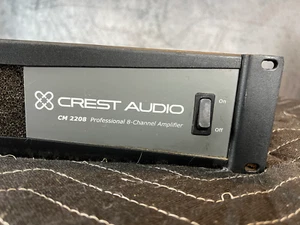 CREST AUDIO
CM 2208 Professional 8-Channel Amplifier
On
Off